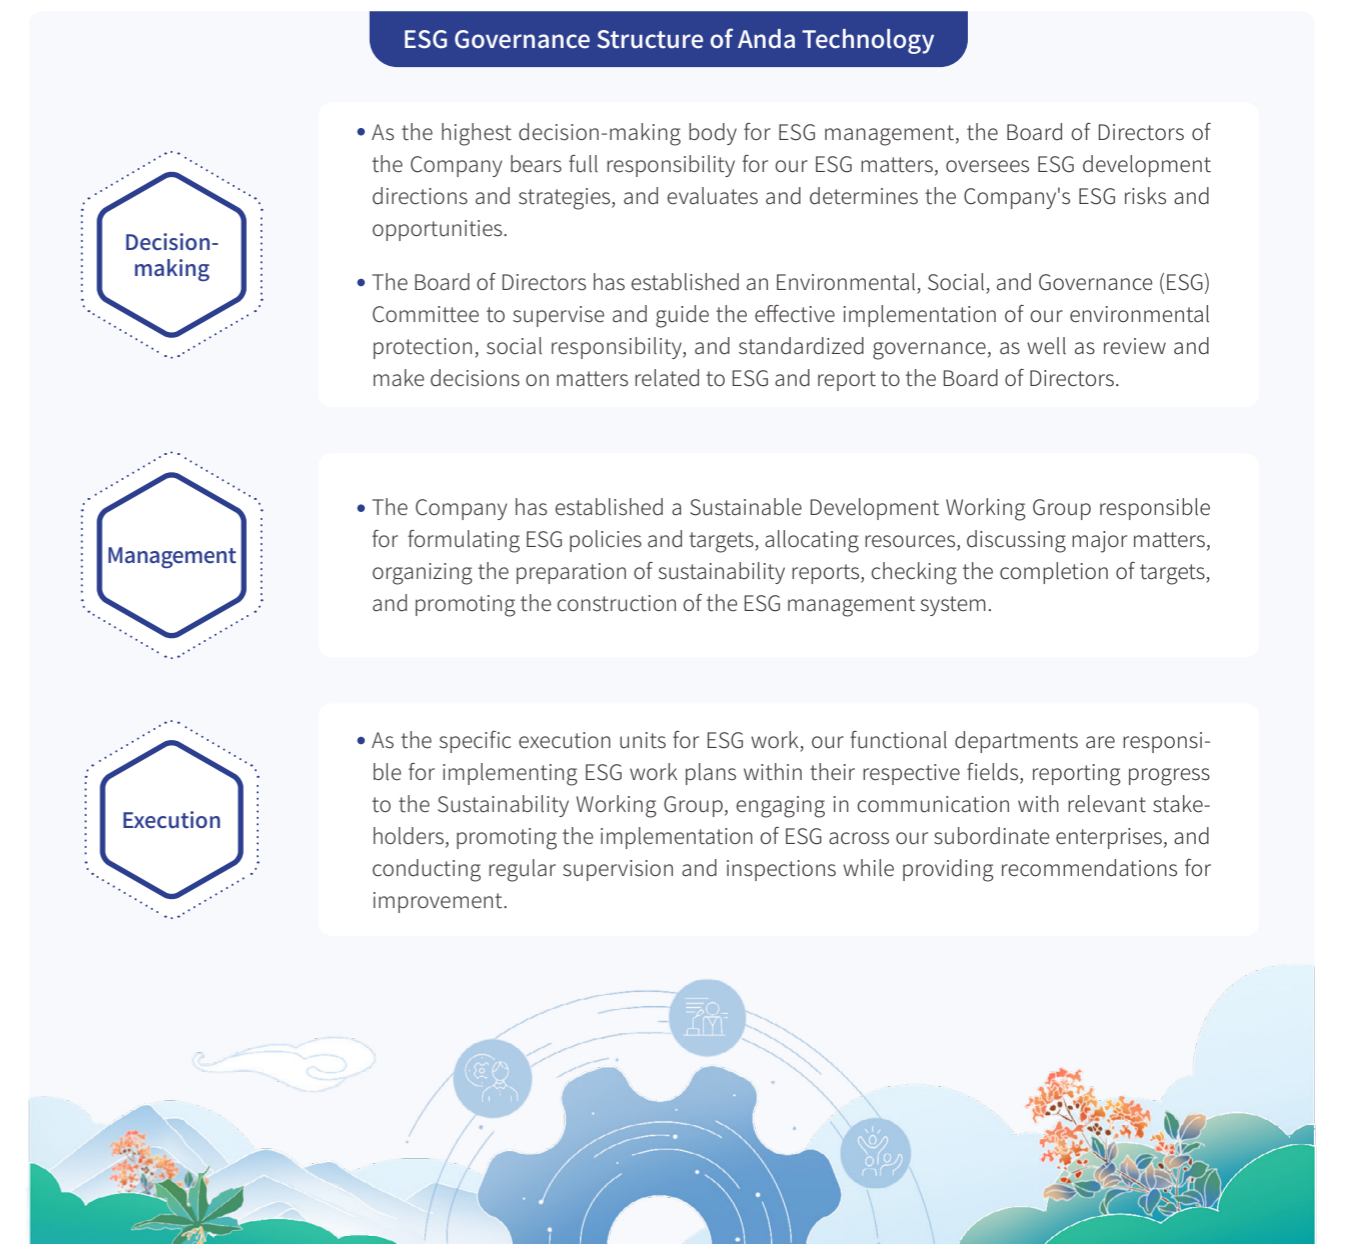 ESG Governance Structure of Anda Technology
Decision-
making
• As the highest decision-making body for ESG management, the Board of Directors of
the Company bears full responsibility for our ESG matters, oversees ESG development
directions and strategies, and evaluates and determines the Company's ESG risks and
opportunities.
• The Board of Directors has established an Environmental, Social, and Governance (ESG)
Committee to supervise and guide the effective implementation of our environmental
protection, social responsibility, and standardized governance, as well as review and
make decisions on matters related to ESG and report to the Board of Directors.
Management
• The Company has established a Sustainable Development Working Group responsible
for formulating ESG policies and targets, allocating resources, discussing major matters,
organizing the preparation of sustainability reports, checking the completion of targets,
and promoting the construction of the ESG management system.
Execution
• As the specific execution units for ESG work, our functional departments are responsi-
ble for implementing ESG work plans within their respective fields, reporting progress
to the Sustainability Working Group, engaging in communication with relevant stake-
holders, promoting the implementation of ESG across our subordinate enterprises, and
conducting regular supervision and inspections while providing recommendations for
improvement.